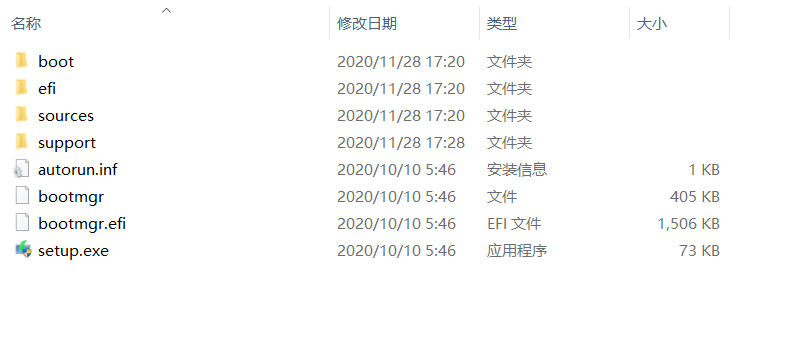 名称 修改日期 类型 大小
boot 2020/11/28 17:20 文件夹
efi 2020/11/28 17:20 文件夹
sources 2020/11/28 17:20 文件夹
support 2020/11/28 17:28 文件夹
autorun.inf 2020/10/10 5:46 安装信息 1 KB
bootmgr 2020/10/10 5:46 文件 405 KB
bootmgr.efi 2020/10/10 5:46 EFI 文件 1,506 KB
setup.exe 2020/10/10 5:46 应用程序 73 KB